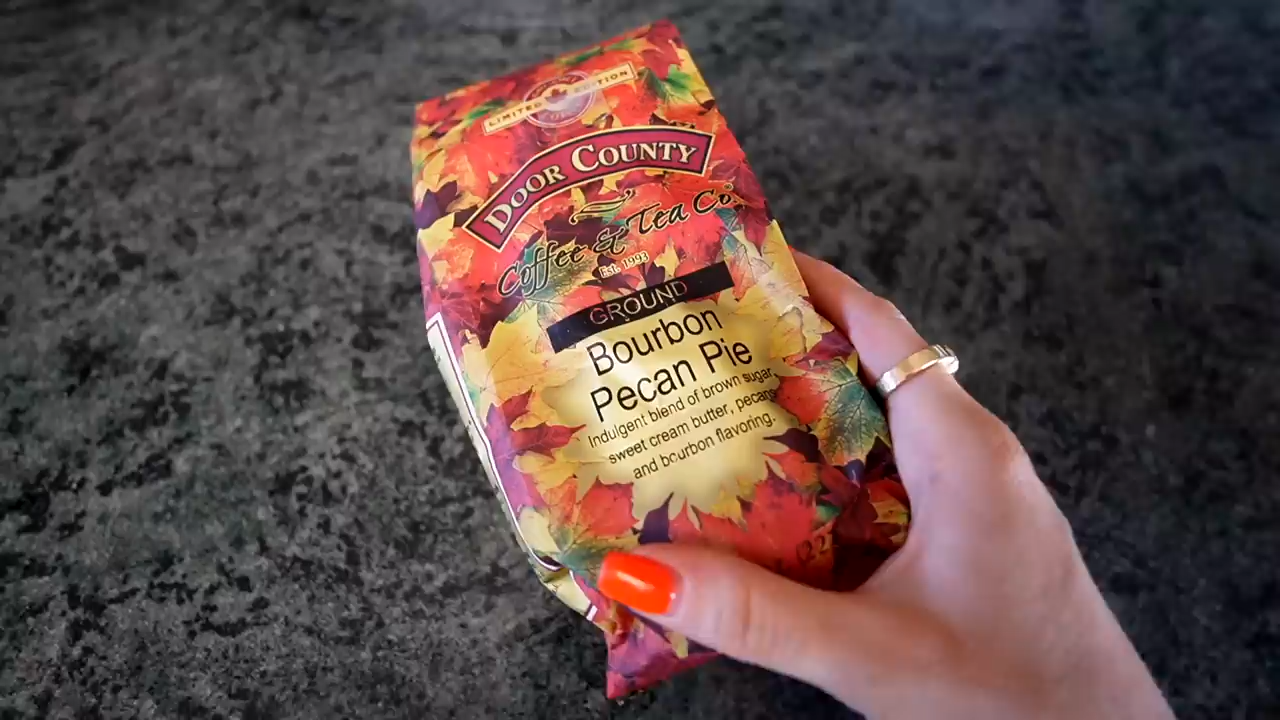 LIMITED EDITION
DOOR COUNTY
Coffee & Tea Co®
Est. 1993
GROUND
Bourbon
Pecan Pie
Indulgent blend of brown sugar,
sweet cream butter, pecans
and bourbon flavoring.